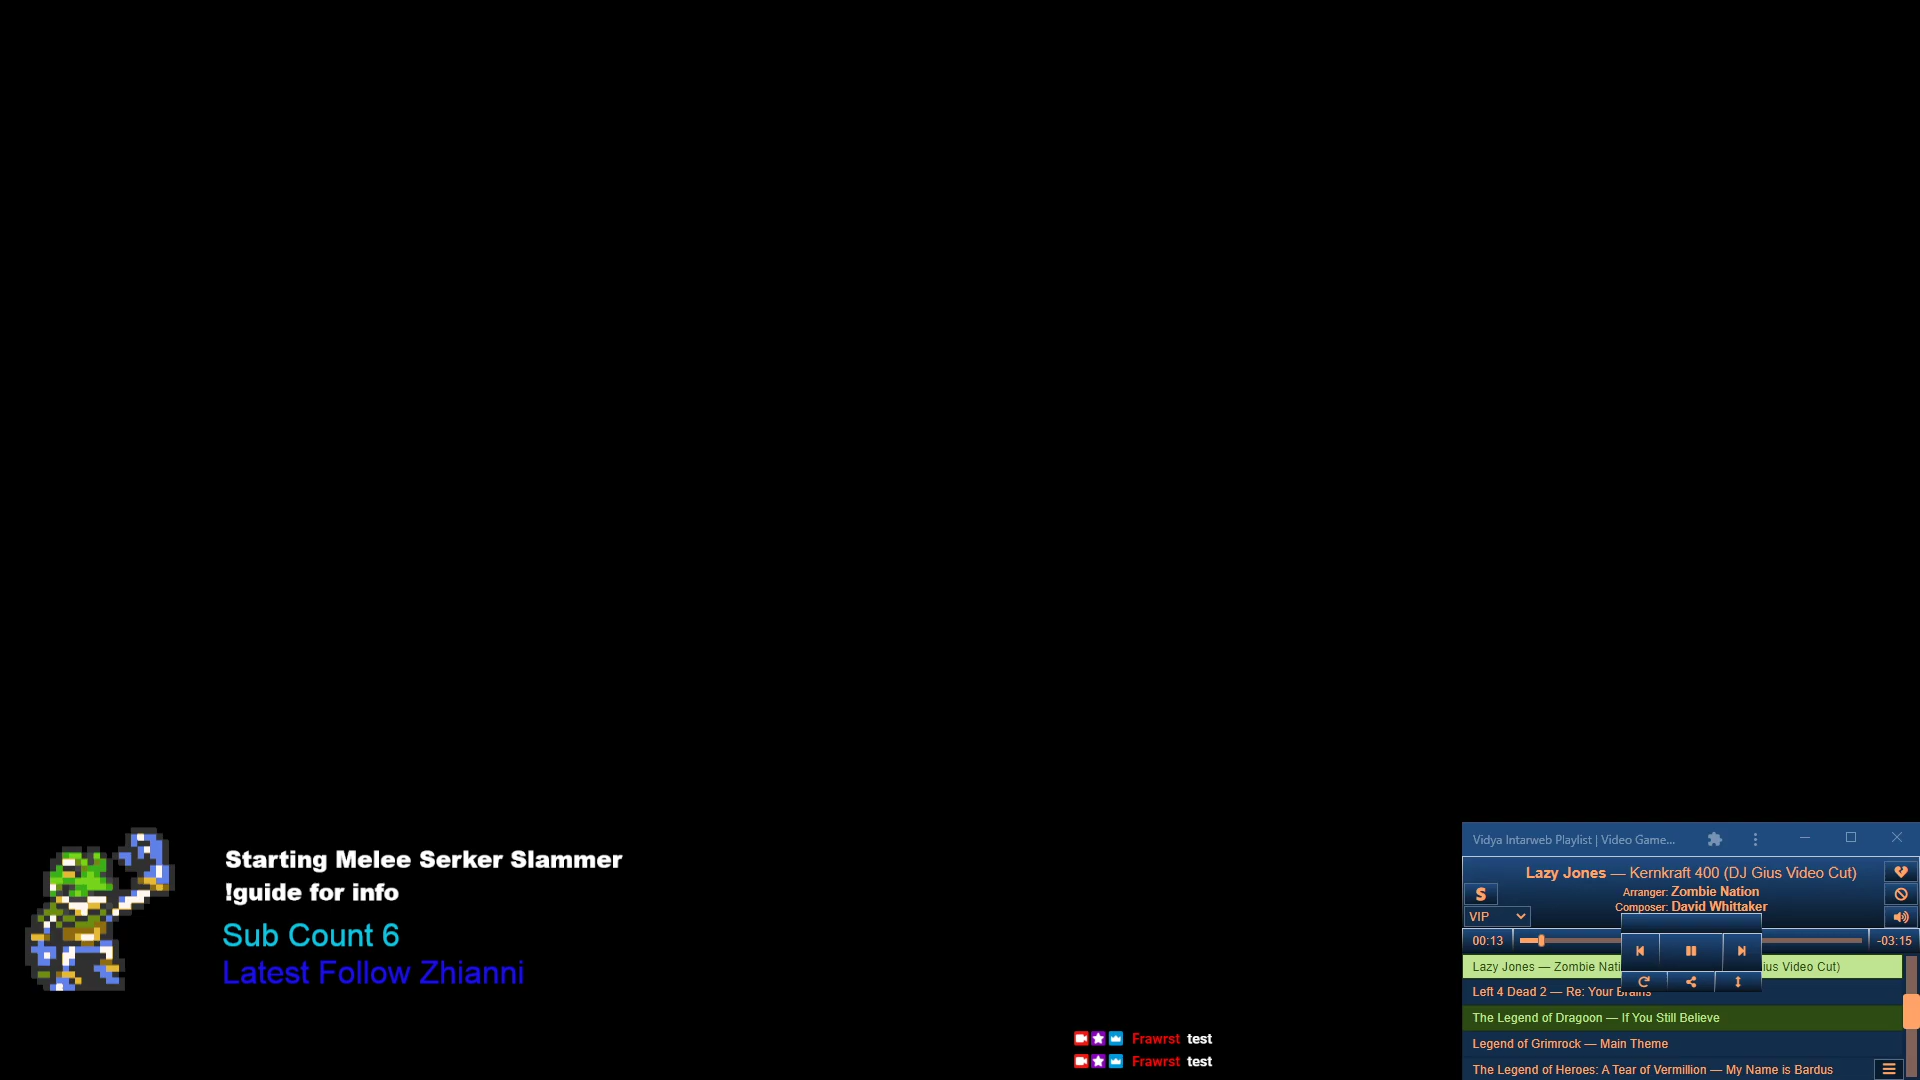 Starting Melee Serker Slammer
!guide for info
Sub Count 6
Latest Follow Zhianni
Frawrst test
Frawrst test
Vidya Intarweb Playlist | Video Game...
Lazy Jones — Kernkraft 400 (DJ Gius Video Cut)
S
Arranger: Zombie Nation
Composer: David Whittaker
VIP
00:13
-03:15
Lazy Jones — Zombie Nati
ius Video Cut)
Left 4 Dead 2 — Re: Your Brains
The Legend of Dragoon — If You Still Believe
Legend of Grimrock — Main Theme
The Legend of Heroes: A Tear of Vermillion — My Name is Bardus